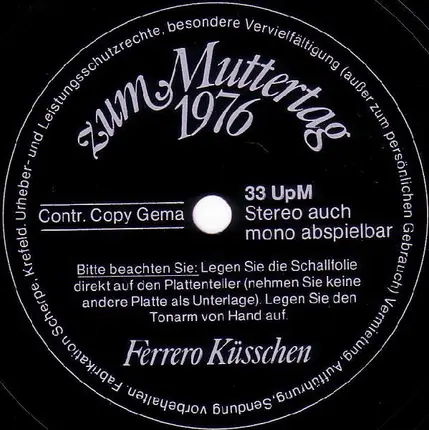 zum Muttertag
1976
Contr. Copy Gema
33 UpM
Stereo auch
mono abspielbar
Bitte beachten Sie: Legen Sie die Schallfolie
direkt auf den Plattenteller (nehmen Sie keine
andere Platte als Unterlage). Legen Sie den
Tonarm von Hand auf.
Ferrero Küsschen
Fabrikation Scherpe, Krefeld. Urheber- und Leistungsschutzrechte, besondere Vervielfältigung (außer zum persönlichen Gebrauch) Vermietung, Aufführung, Sendung vorbehalten.